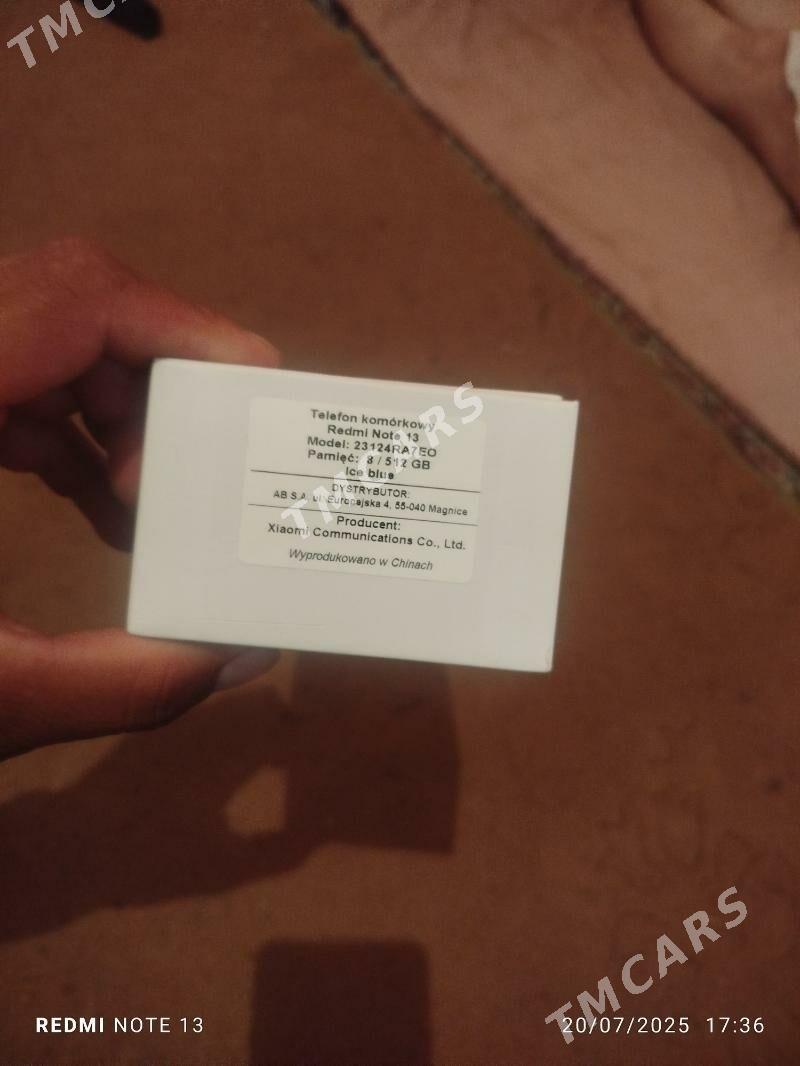 TMCARS
Telefon komórkowy
Redmi Note 13
Model: 23124RA7EO
Pamięć: 8 / 512 GB
Ice blue
DYSTRYBUTOR:
AB S.A. ul. Europejska 4, 55-040 Magnice
Producent:
Xiaomi Communications Co., Ltd.
Wyprodukowano w Chinach
TMCARS
TMCARS
REDMI NOTE 13
20/07/2025 17:36